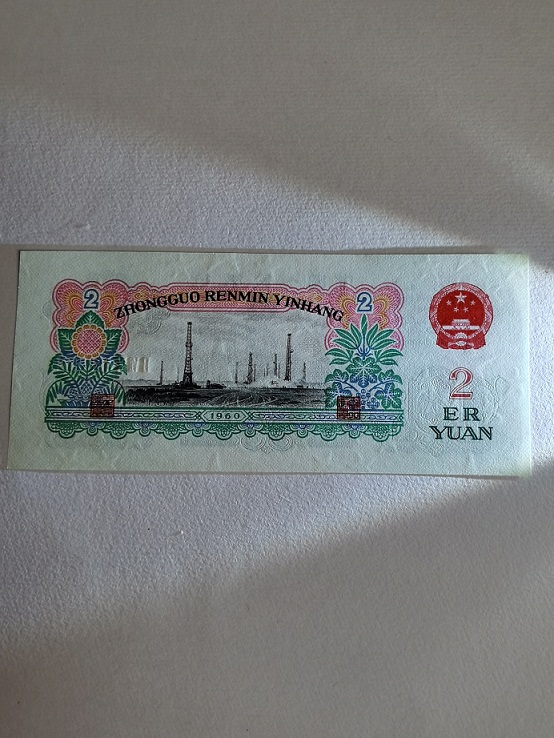 2 ZHONGGUO RENMIN YINHANG 2
1960
2
ER
YUAN